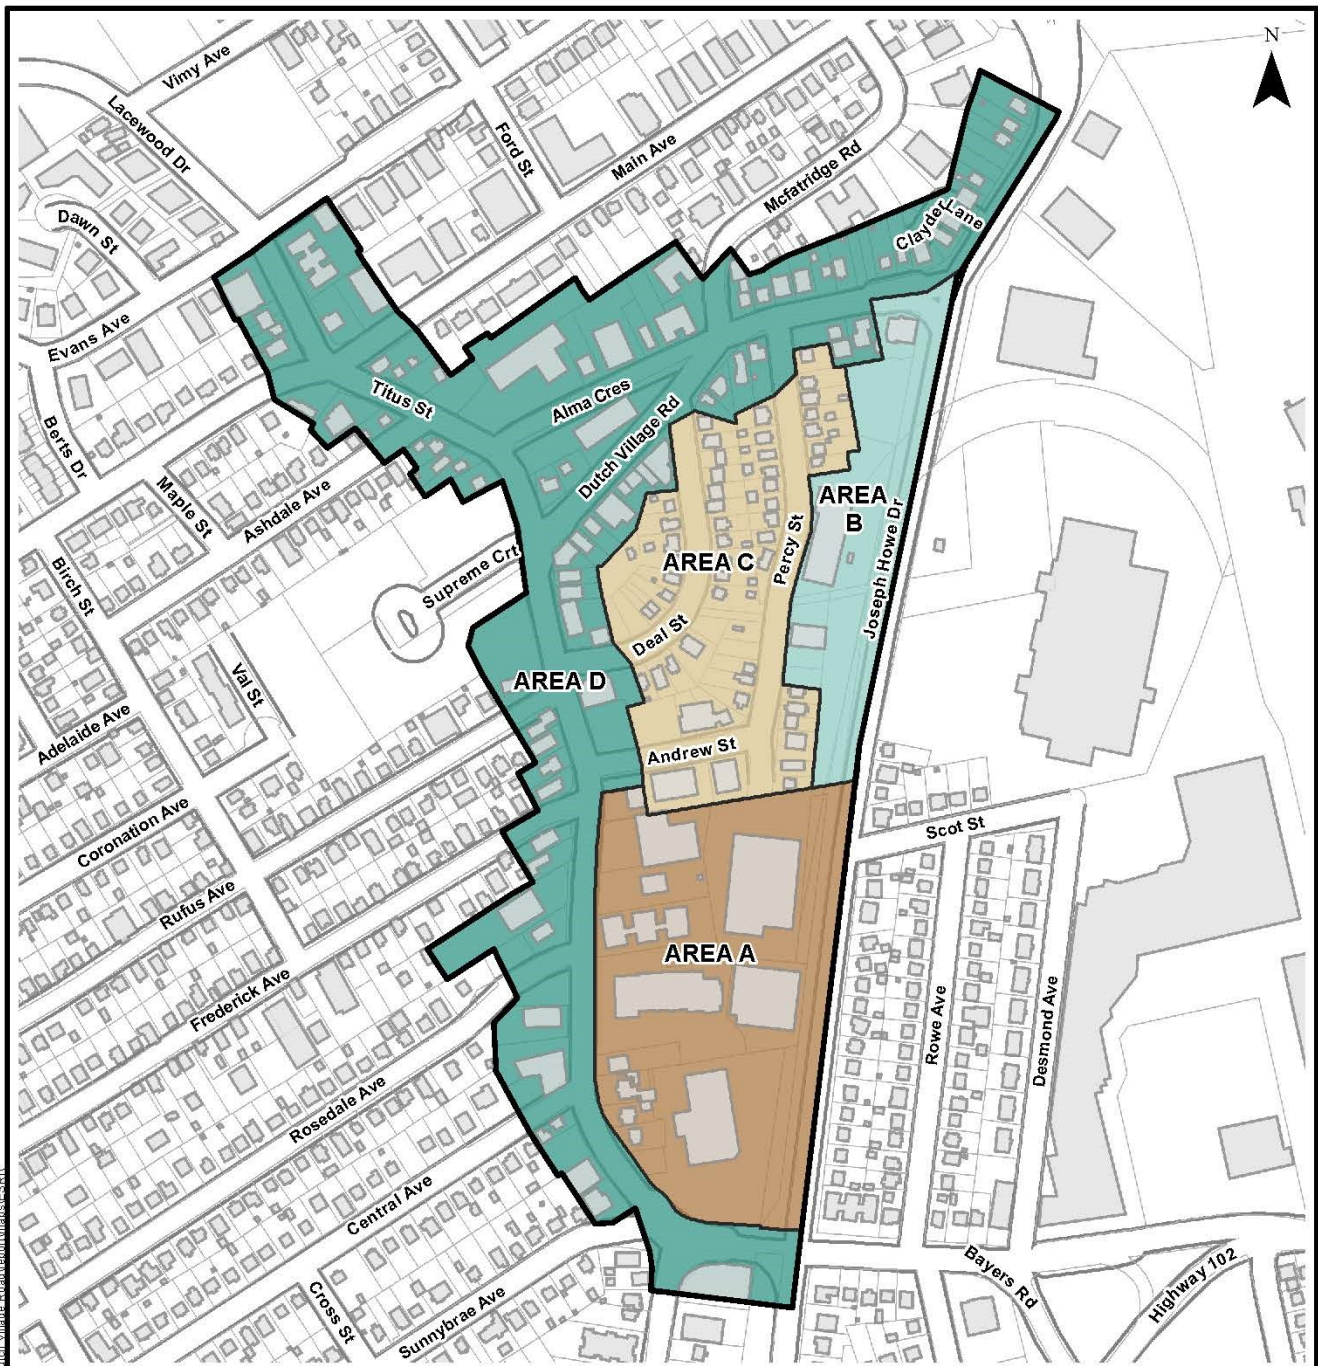 N
Vimy Ave
Lacewood Dr
Ford St
Main Ave
Mcfatridge Rd
Dawn St
Clayder Lane
Evans Ave
Titus St
Alma Cres
Dutch Village Rd
Berts Dr
Maple St
Ashdale Ave
AREA
B
Joseph Howe Dr
Percy St
AREA C
Birch St
Supreme Crt
Deal St
Val St
AREA D
Adelaide Ave
Andrew St
Coronation Ave
Scot St
Rufus Ave
AREA A
Frederick Ave
Rowe Ave
Desmond Ave
Rosedale Ave
Central Ave
Cross St
Sunnybrae Ave
Bayers Rd
Highway 102